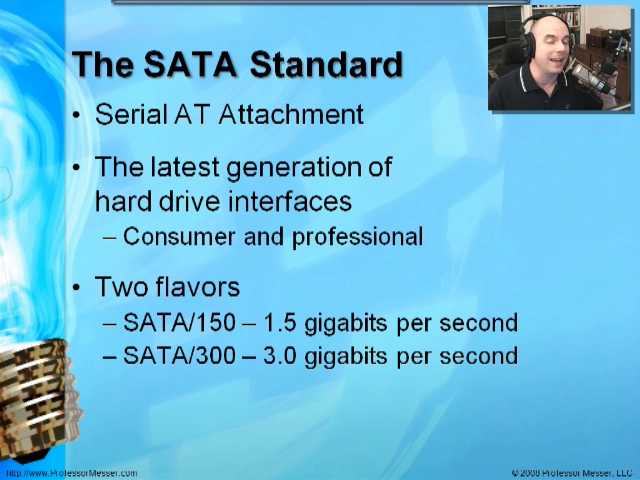 The SATA Standard
• Serial AT Attachment
• The latest generation of
hard drive interfaces
– Consumer and professional
• Two flavors
– SATA/150 – 1.5 gigabits per second
– SATA/300 – 3.0 gigabits per second
http://www.ProfessorMesser.com
© 2008 Professor Messer, LLC